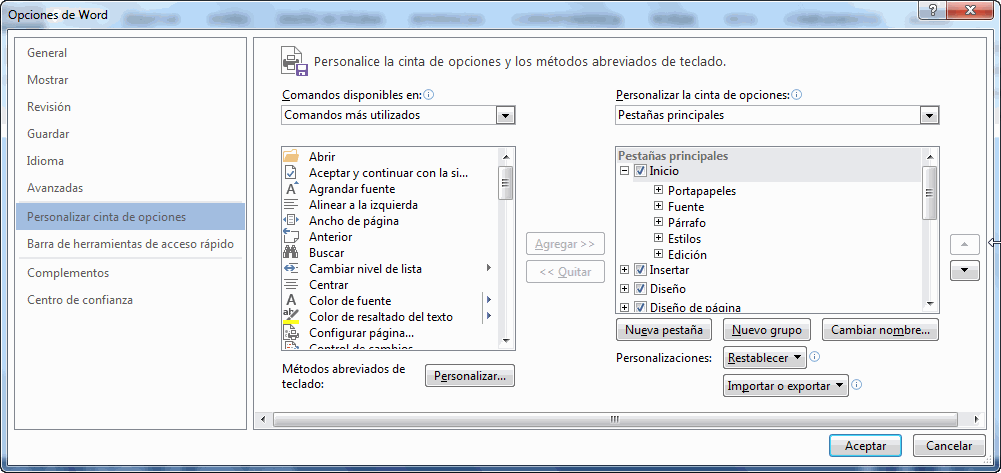 Opciones de Word
General
Mostrar
Revisión
Guardar
Idioma
Avanzadas
Personalizar cinta de opciones
Barra de herramientas de acceso rápido
Complementos
Centro de confianza
Personalice la cinta de opciones y los métodos abreviados de teclado.
Comandos disponibles en:
Comandos más utilizados
Abrir
Aceptar y continuar con la si...
Agrandar fuente
Alinear a la izquierda
Ancho de página
Anterior
Buscar
Cambiar nivel de lista
Centrar
Color de fuente
Color de resaltado del texto
Configurar página...
Control de cambios
Métodos abreviados de
teclado:
Personalizar...
Agregar >>
<< Quitar
Personalizar la cinta de opciones:
Pestañas principales
Pestañas principales
Inicio
Portapapeles
Fuente
Párrafo
Estilos
Edición
Insertar
Diseño
Diseño de página
Nueva pestaña
Nuevo grupo
Cambiar nombre...
Personalizaciones:
Restablecer
Importar o exportar
Aceptar
Cancelar